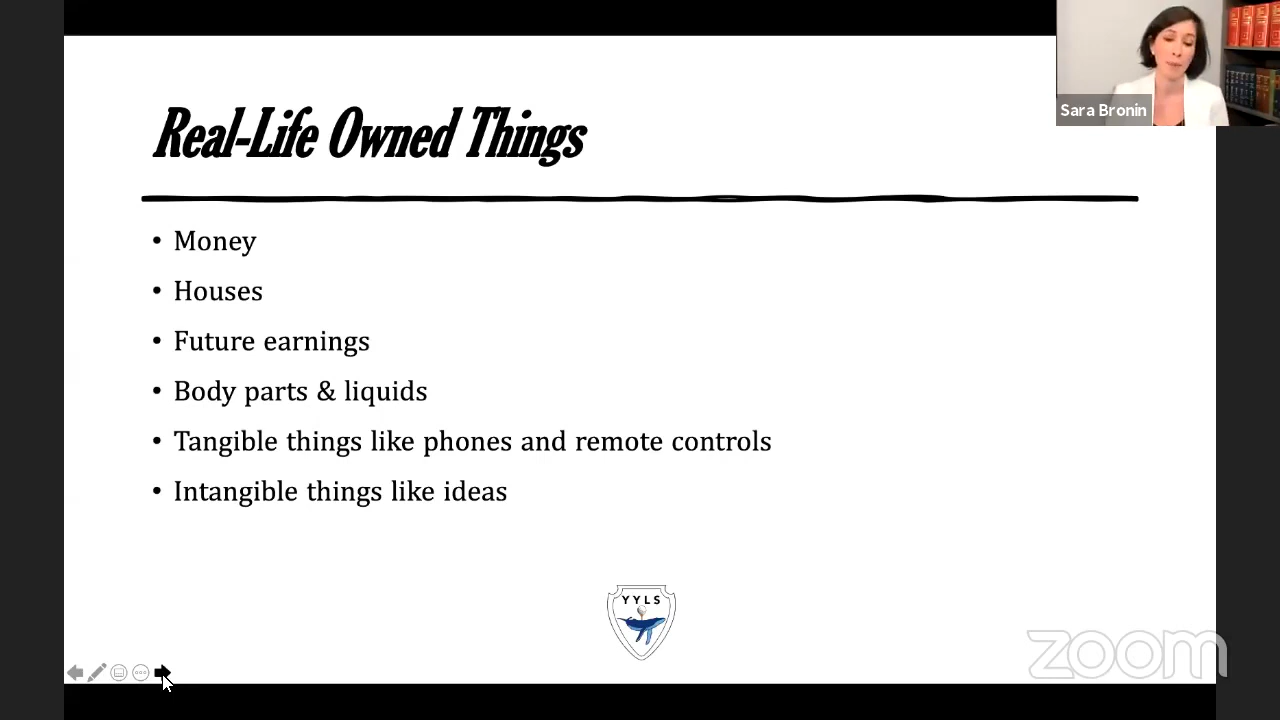 Sara Bronin
Real-Life Owned Things
• Money
• Houses
• Future earnings
• Body parts & liquids
• Tangible things like phones and remote controls
• Intangible things like ideas
YYLS
zoom